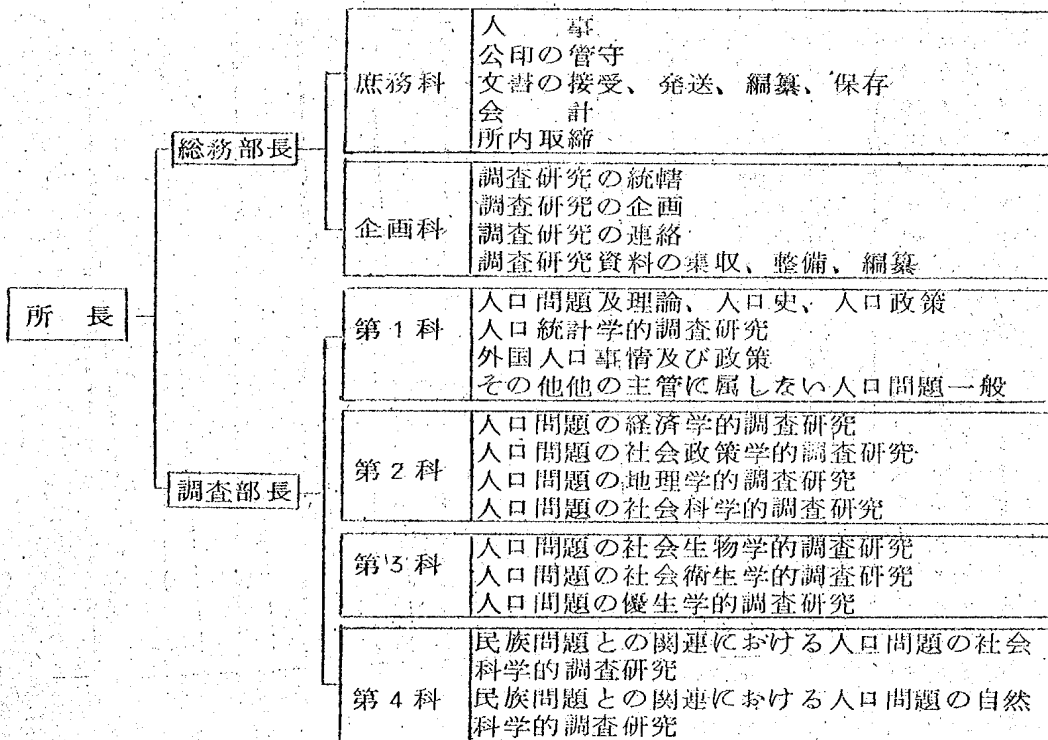 所　長
総務部長
庶務科
人　　事
公印の管守
文書の接受、発送、編纂、保存
会　　計
所内取締
企画科
調査研究の統轄
調査研究の企画
調査研究の連絡
調査研究資料の集収、整備、編纂
調査部長
第1科
人口問題及理論、人口史、人口政策
人口統計学的調査研究
外国人口事情及び政策
その他他の主管に属しない人口問題一般
第2科
人口問題の経済学的調査研究
人口問題の社会政策学的調査研究
人口問題の地理学的調査研究
人口問題の社会科学的調査研究
第3科
人口問題の社会生物学的調査研究
人口問題の社会衛生学的調査研究
人口問題の優生学的調査研究
第4科
民族問題との関連における人口問題の社会
科学的調査研究
民族問題との関連における人口問題の自然
科学的調査研究